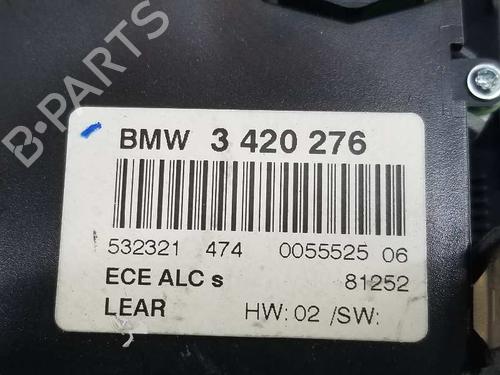 B-PARTS
BMW 3 420 276
532321 474 0055525 06
ECE ALC s 81252
LEAR HW: 02 /SW: